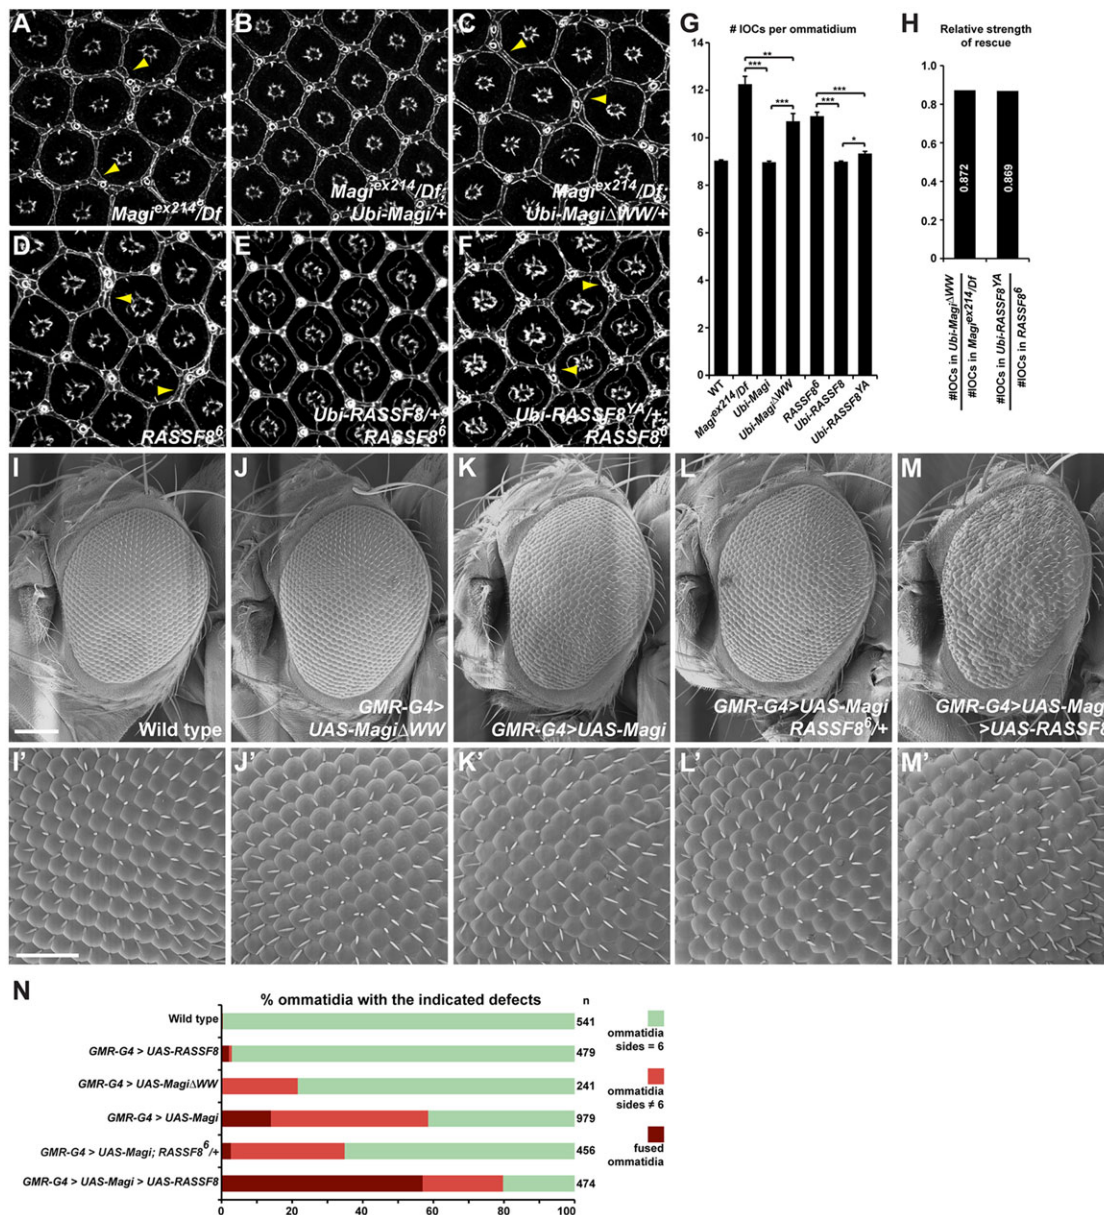 A
Magi^ex214/Df
B
Magi^ex214/Df;
Ubi-Magi/+
C
Magi^ex214/Df;
Ubi-MagiΔWW/+
D
RASSF8^6
E
Ubi-RASSF8/+,
RASSF8^6
F
Ubi-RASSF8^YA/+,
RASSF8^6
G
# IOCs per ommatidium
14
12
10
8
6
4
2
0
**
***
***
***
***
*
WT
Magi^ex214/Df
Ubi-Magi
Ubi-MagiΔWW
RASSF8^6
Ubi-RASSF8
Ubi-RASSF8^YA
H
Relative strength
of rescue
1.0
0.8
0.6
0.4
0.2
0
0.872
0.869
#IOCs in Ubi-MagiΔWW
#IOCs in Magi^ex214/Df
#IOCs in Ubi-RASSF8^YA
#IOCs in RASSF8^6
I
Wild type
J
GMR-G4>
UAS-MagiΔWW
K
GMR-G4>UAS-Magi
L
GMR-G4>UAS-Magi
RASSF8^6/+
M
GMR-G4>UAS-Magi
>UAS-RASSF8
I'
J'
K'
L'
M'
N
% ommatidia with the indicated defects
n
Wild type
541
GMR-G4 > UAS-RASSF8
479
GMR-G4 > UAS-MagiΔWW
241
GMR-G4 > UAS-Magi
979
GMR-G4 > UAS-Magi; RASSF8^6/+
456
GMR-G4 > UAS-Magi > UAS-RASSF8
474
0
20
40
60
80
100
ommatidia
sides = 6
ommatidia
sides ≠ 6
fused
ommatidia